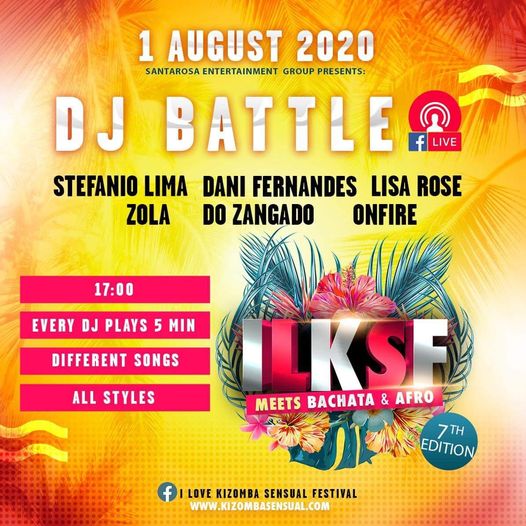 1 AUGUST 2020
SANTAROSA ENTERTAINMENT GROUP PRESENTS:
DJ BATTLE
f LIVE
STEFANIO LIMA DANI FERNANDES LISA ROSE
ZOLA DO ZANGADO ONFIRE
17:00
EVERY DJ PLAYS 5 MIN
DIFFERENT SONGS
ALL STYLES
ILKSF
MEETS BACHATA & AFRO
7TH
EDITION
f I LOVE KIZOMBA SENSUAL FESTIVAL
WWW.KIZOMBASENSUAL.COM